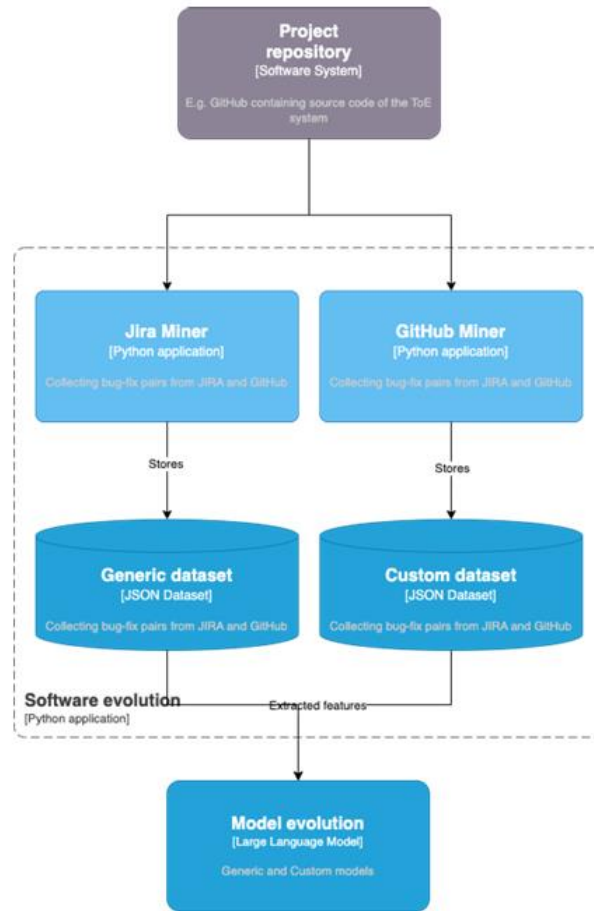 Project
repository
[Software System]
E.g. GitHub containing source code of the ToE
system
Jira Miner
[Python application]
Collecting bug-fix pairs from JIRA and GitHub
GitHub Miner
[Python application]
Collecting bug-fix pairs from JIRA and GitHub
Stores
Stores
Generic dataset
[JSON Dataset]
Collecting bug-fix pairs from JIRA and GitHub
Custom dataset
[JSON Dataset]
Collecting bug-fix pairs from JIRA and GitHub
Software evolution
[Python application]
Extracted features
Model evolution
[Large Language Model]
Generic and Custom models